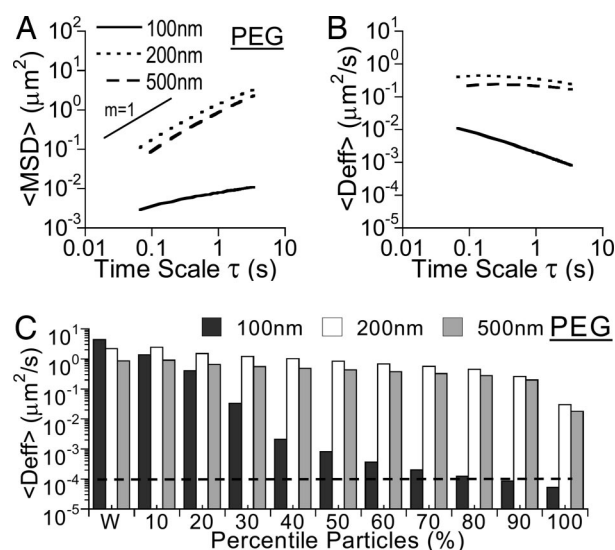 A
<MSD> (μm²)
10²
10¹
10⁰
10⁻¹
10⁻²
10⁻³
100nm
200nm
500nm
PEG
m=1
0.01 0.1 1 10
Time Scale τ (s)
B
<Deff> (μm²/s)
10¹
10⁰
10⁻¹
10⁻²
10⁻³
10⁻⁴
10⁻⁵
0.01 0.1 1 10
Time Scale τ (s)
C
<Deff> (μm²/s)
10¹
10⁰
10⁻¹
10⁻²
10⁻³
10⁻⁴
10⁻⁵
100nm 200nm 500nm PEG
W 10 20 30 40 50 60 70 80 90 100
Percentile Particles (%)